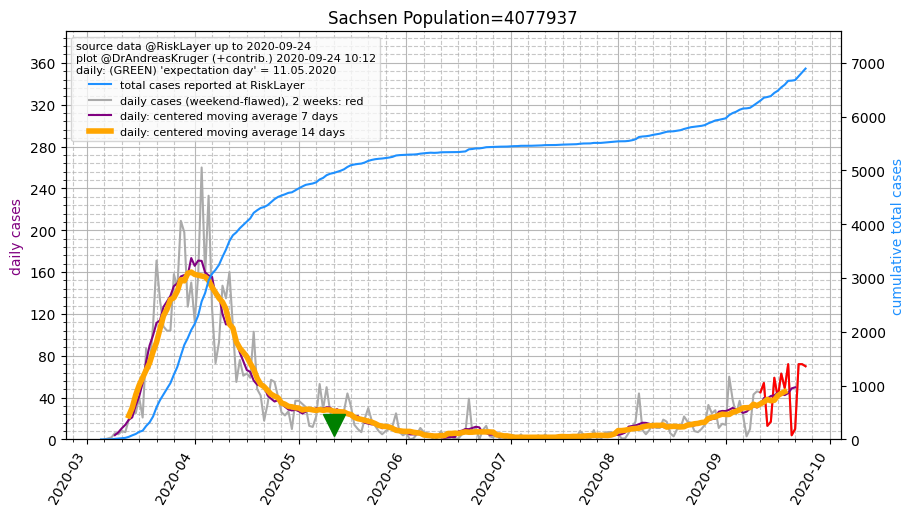 Sachsen Population=4077937
source data @RiskLayer up to 2020-09-24
plot @DrAndreasKruger (+contrib.) 2020-09-24 10:12
daily: (GREEN) 'expectation day' = 11.05.2020
total cases reported at RiskLayer
daily cases (weekend-flawed), 2 weeks: red
daily: centered moving average 7 days
daily: centered moving average 14 days
daily cases
360
320
280
240
200
160
120
80
40
0
7000
6000
5000
4000
3000
2000
1000
0
cumulative total cases
2020-03
2020-04
2020-05
2020-06
2020-07
2020-08
2020-09
2020-10